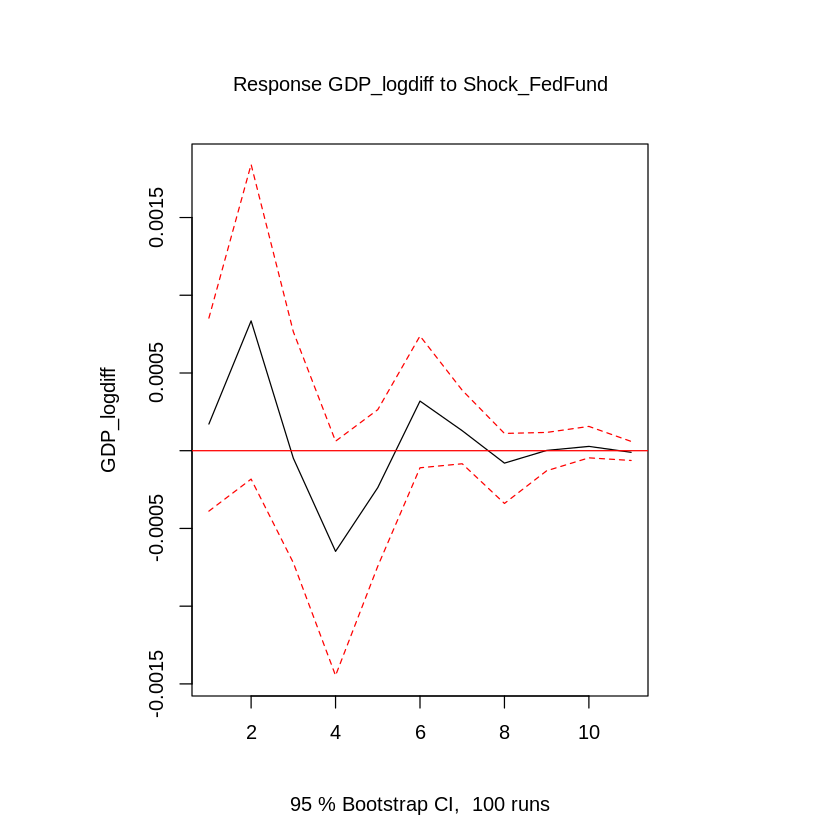 Response GDP_logdiff to Shock_FedFund
GDP_logdiff
0.0015
0.0005
-0.0005
-0.0015
2 4 6 8 10
95 % Bootstrap CI,  100 runs